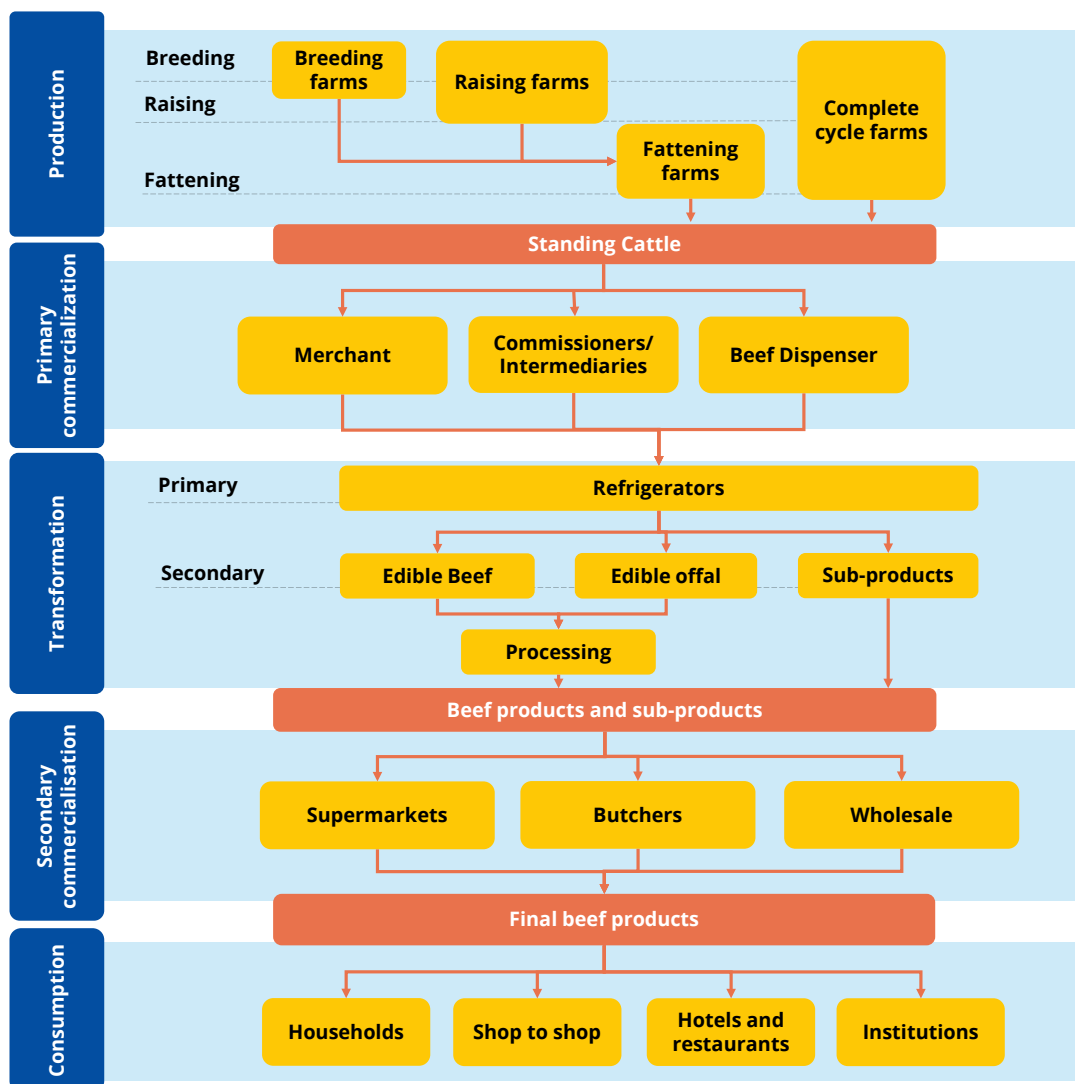 Production
Breeding
Breeding
farms
Raising farms
Complete
cycle farms
Raising
Fattening
farms
Fattening
Standing Cattle
Primary
commercialization
Merchant
Commissioners/
Intermediaries
Beef Dispenser
Transformation
Primary
Refrigerators
Secondary
Edible Beef
Edible offal
Sub-products
Processing
Beef products and sub-products
Secondary
commercialisation
Supermarkets
Butchers
Wholesale
Final beef products
Consumption
Households
Shop to shop
Hotels and
restaurants
Institutions